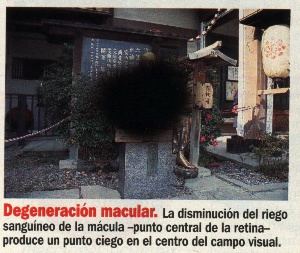 Degeneración macular. La disminución del riego
sanguíneo de la mácula –punto central de la retina–
produce un punto ciego en el centro del campo visual.